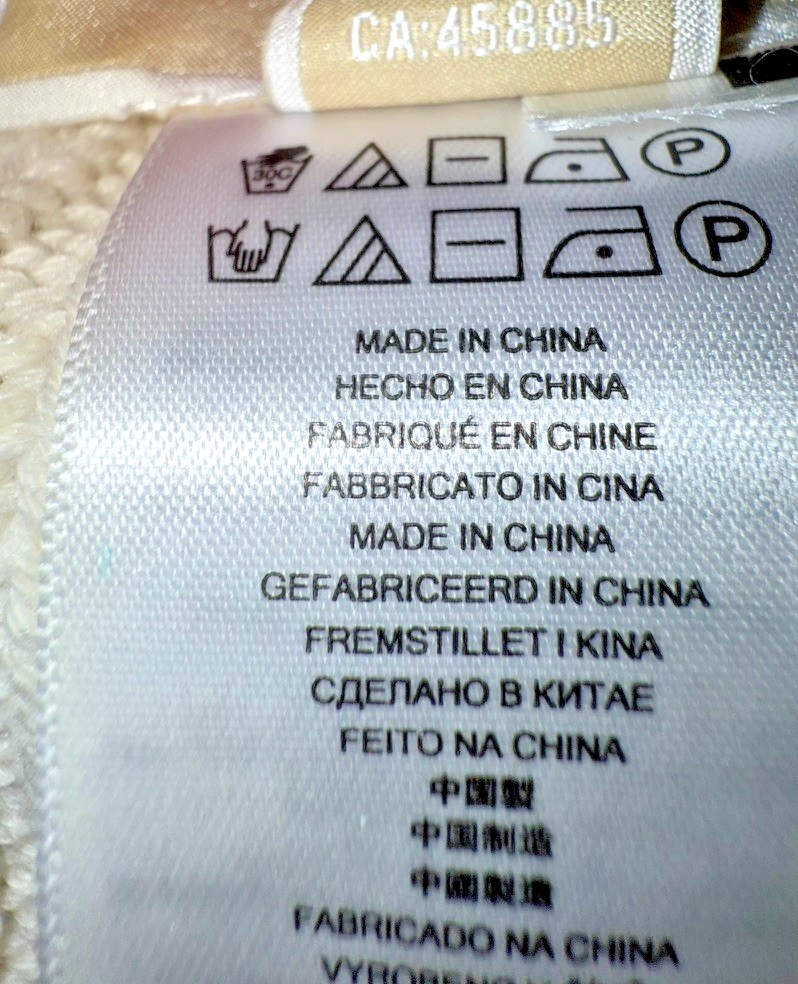 CA:45885
30C
P
P
MADE IN CHINA
HECHO EN CHINA
FABRIQUÉ EN CHINE
FABBRICATO IN CINA
MADE IN CHINA
GEFABRICEERD IN CHINA
FREMSTILLET I KINA
СДЕЛАНО В КИТАЕ
FEITO NA CHINA
中国製
中国制造
中國製造
FABRICADO NA CHINA
VYROBENO